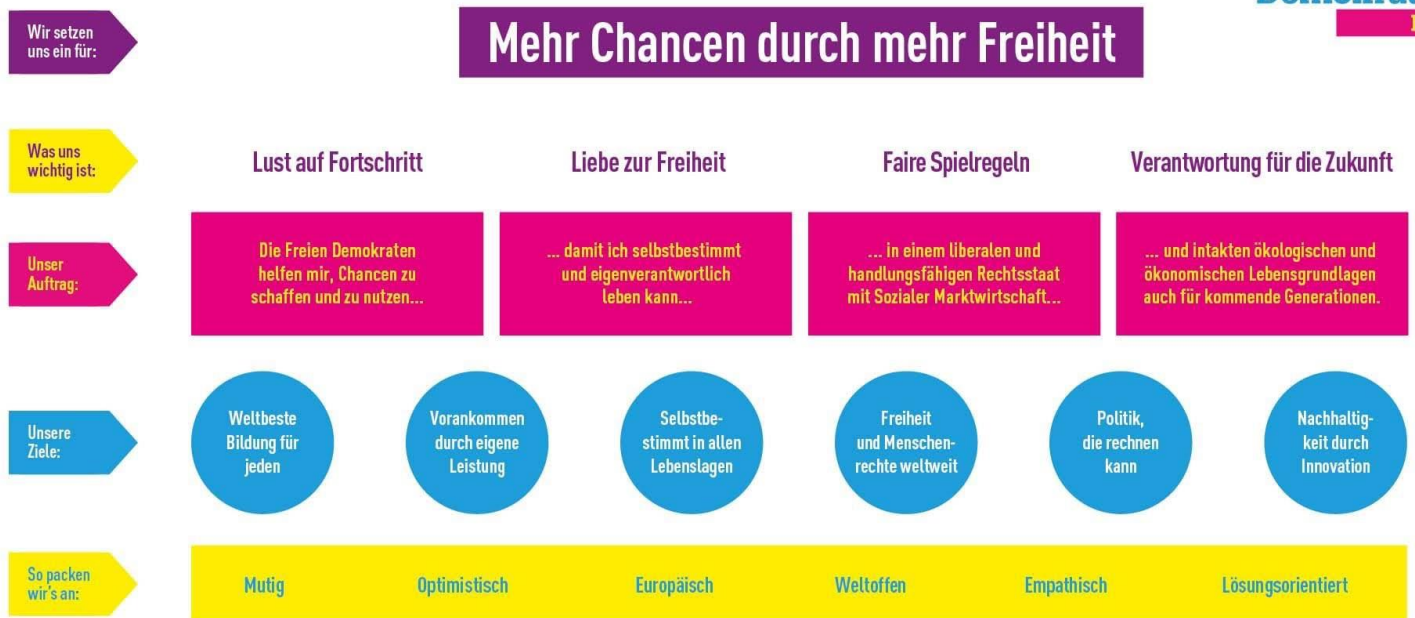 Wir setzen
uns ein für:
Mehr Chancen durch mehr Freiheit
Was uns
wichtig ist:
Lust auf Fortschritt
Liebe zur Freiheit
Faire Spielregeln
Verantwortung für die Zukunft
Unser
Auftrag:
Die Freien Demokraten
helfen mir, Chancen zu
schaffen und zu nutzen...
... damit ich selbstbestimmt
und eigenverantwortlich
leben kann...
... in einem liberalen und
handlungsfähigen Rechtsstaat
mit Sozialer Marktwirtschaft...
... und intakten ökologischen und
ökonomischen Lebensgrundlagen
auch für kommende Generationen.
Unsere
Ziele:
Weltbeste
Bildung für
jeden
Vorankommen
durch eigene
Leistung
Selbstbe-
stimmt in allen
Lebenslagen
Freiheit
und Menschen-
rechte weltweit
Politik,
die rechnen
kann
Nachhaltig-
keit durch
Innovation
So packen
wir's an:
Mutig
Optimistisch
Europäisch
Weltoffen
Empathisch
Lösungsorientiert